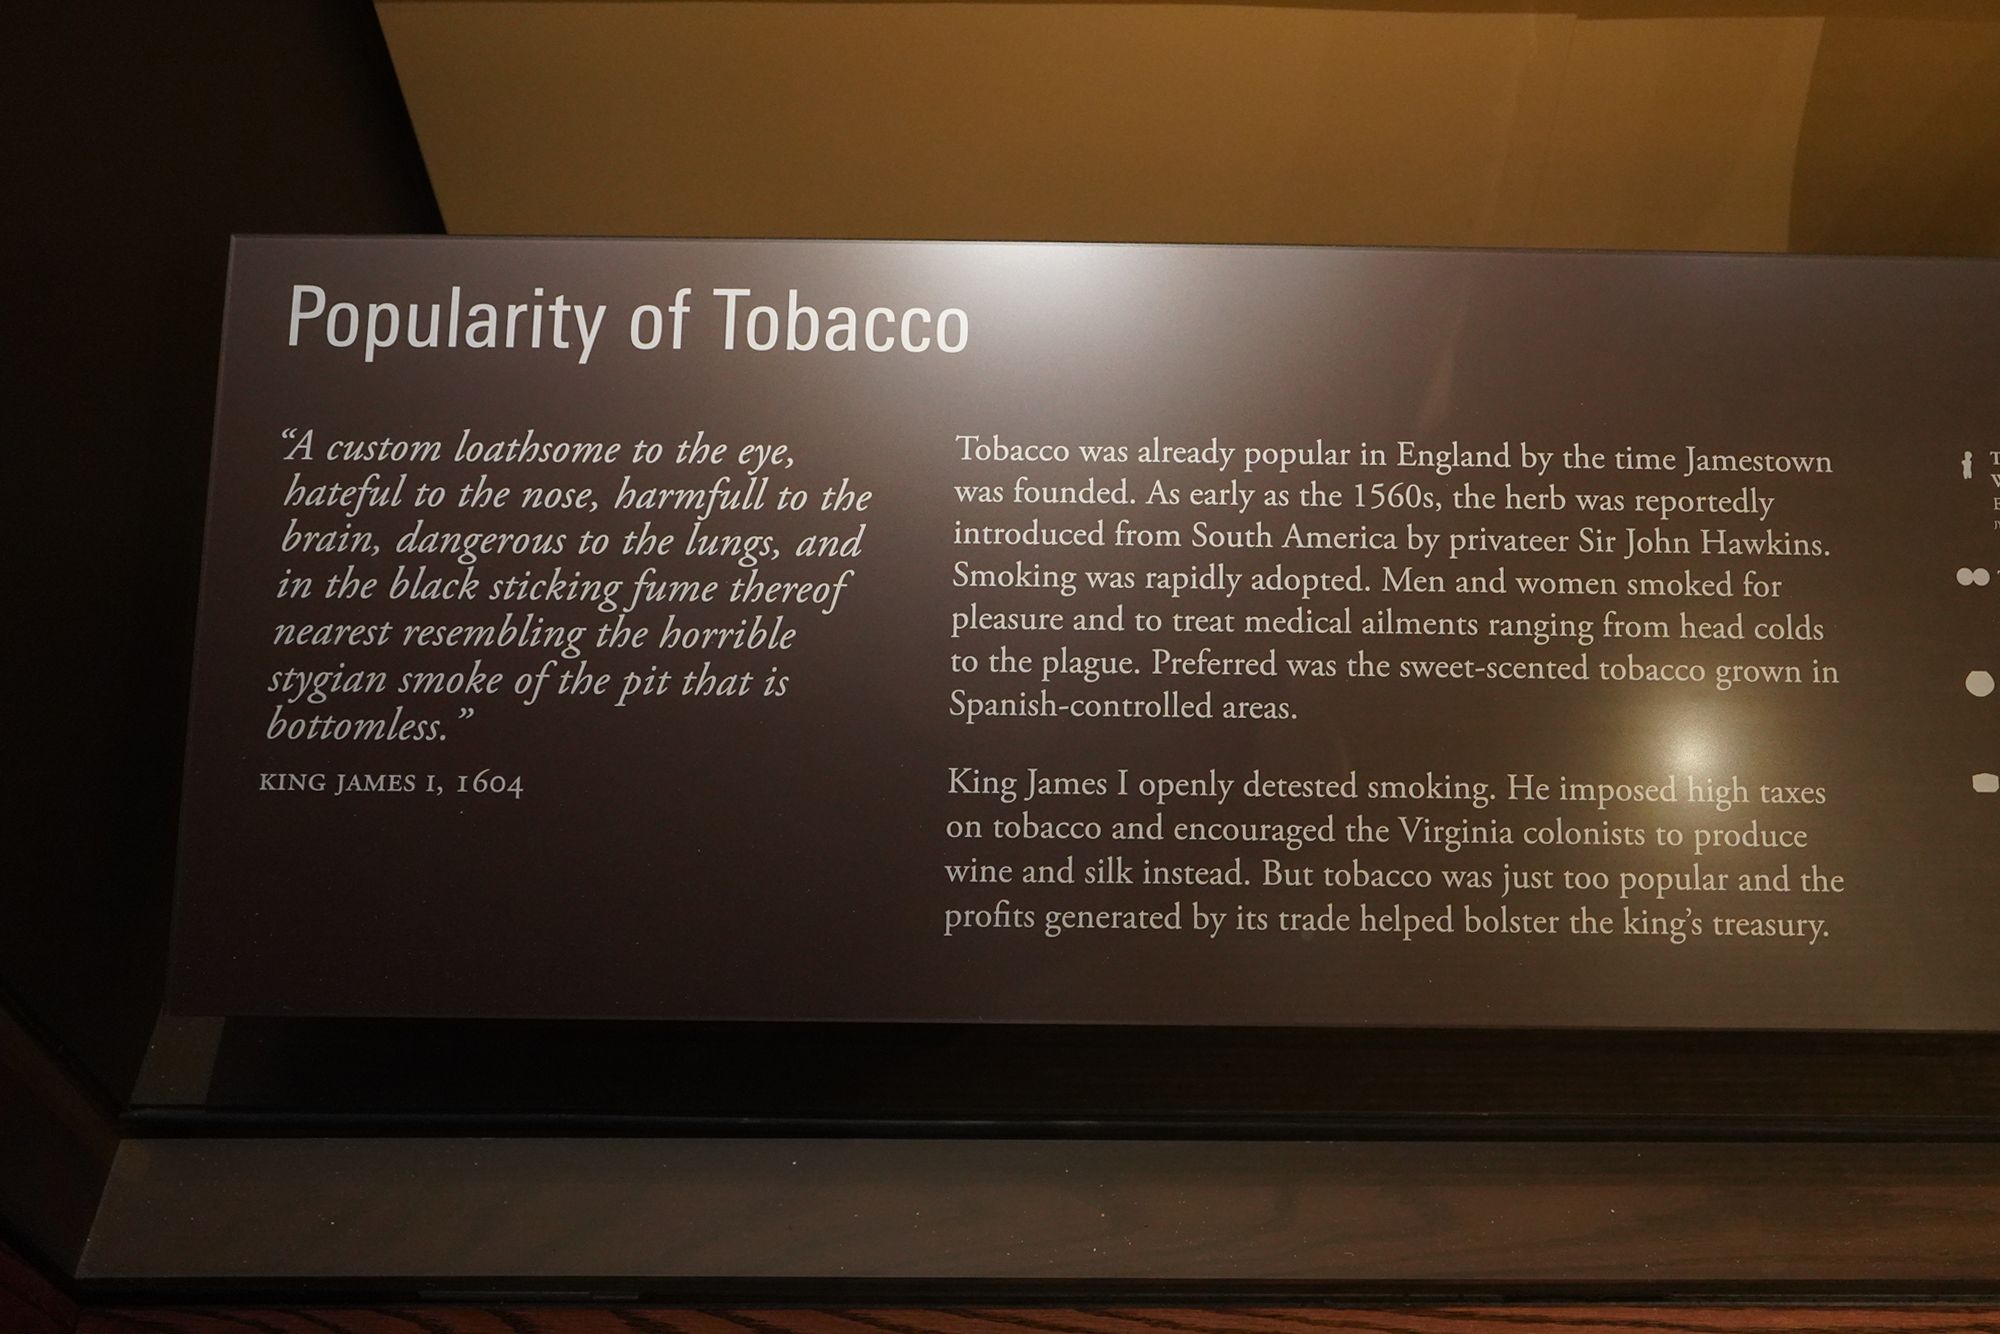 Popularity of Tobacco
“A custom loathsome to the eye,
hateful to the nose, harmfull to the
brain, dangerous to the lungs, and
in the black sticking fume thereof
nearest resembling the horrible
stygian smoke of the pit that is
bottomless.”
KING JAMES I, 1604
Tobacco was already popular in England by the time Jamestown
was founded. As early as the 1560s, the herb was reportedly
introduced from South America by privateer Sir John Hawkins.
Smoking was rapidly adopted. Men and women smoked for
pleasure and to treat medical ailments ranging from head colds
to the plague. Preferred was the sweet-scented tobacco grown in
Spanish-controlled areas.
King James I openly detested smoking. He imposed high taxes
on tobacco and encouraged the Virginia colonists to produce
wine and silk instead. But tobacco was just too popular and the
profits generated by its trade helped bolster the king’s treasury.